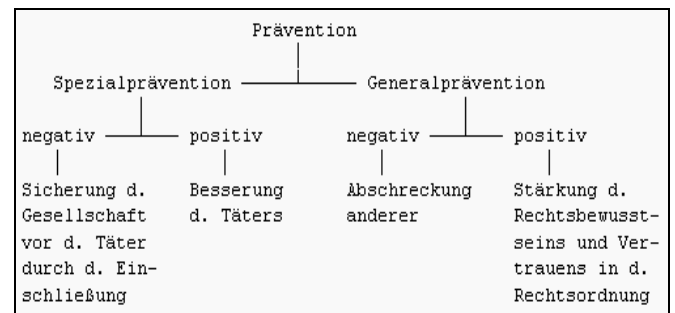 Prävention
Spezialprävention Generalprävention
negativ positiv negativ positiv
Sicherung d. Besserung Abschreckung Stärkung d.
Gesellschaft d. Täters anderer Rechtsbewusst-
vor d. Täter seins und Ver-
durch d. Ein- trauens in d.
schließung Rechtsordnung